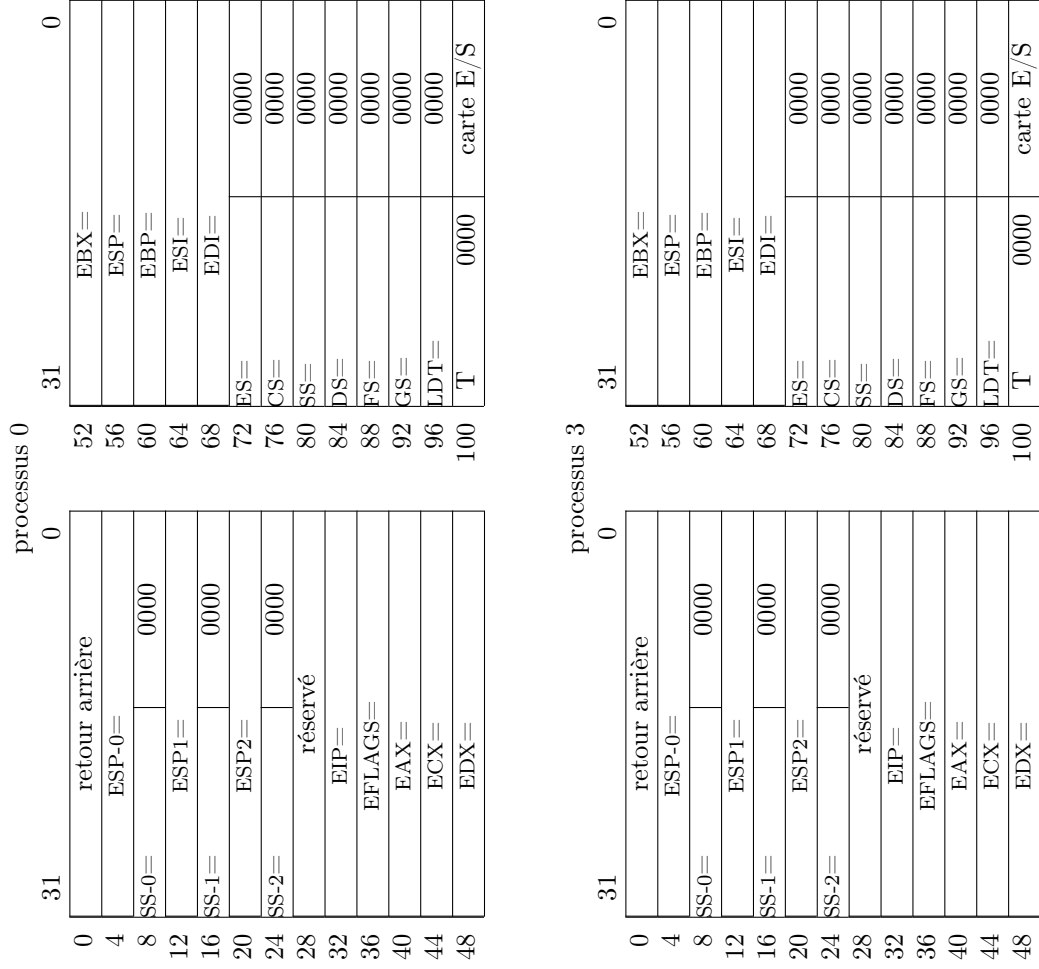 processus 0
31 0
0 retour arrière
4 ESP-0=
8 SS-0= 0000
12 ESP1=
16 SS-1= 0000
20 ESP2=
24 SS-2= 0000
28 réservé
32 EIP=
36 EFLAGS=
40 EAX=
44 ECX=
48 EDX=
31 0
52 EBX=
56 ESP=
60 EBP=
64 ESI=
68 EDI=
72 ES= 0000
76 CS= 0000
80 SS= 0000
84 DS= 0000
88 FS= 0000
92 GS= 0000
96 LDT= 0000
100 T 0000 carte E/S
processus 3
31 0
0 retour arrière
4 ESP-0=
8 SS-0= 0000
12 ESP1=
16 SS-1= 0000
20 ESP2=
24 SS-2= 0000
28 réservé
32 EIP=
36 EFLAGS=
40 EAX=
44 ECX=
48 EDX=
31 0
52 EBX=
56 ESP=
60 EBP=
64 ESI=
68 EDI=
72 ES= 0000
76 CS= 0000
80 SS= 0000
84 DS= 0000
88 FS= 0000
92 GS= 0000
96 LDT= 0000
100 T 0000 carte E/S